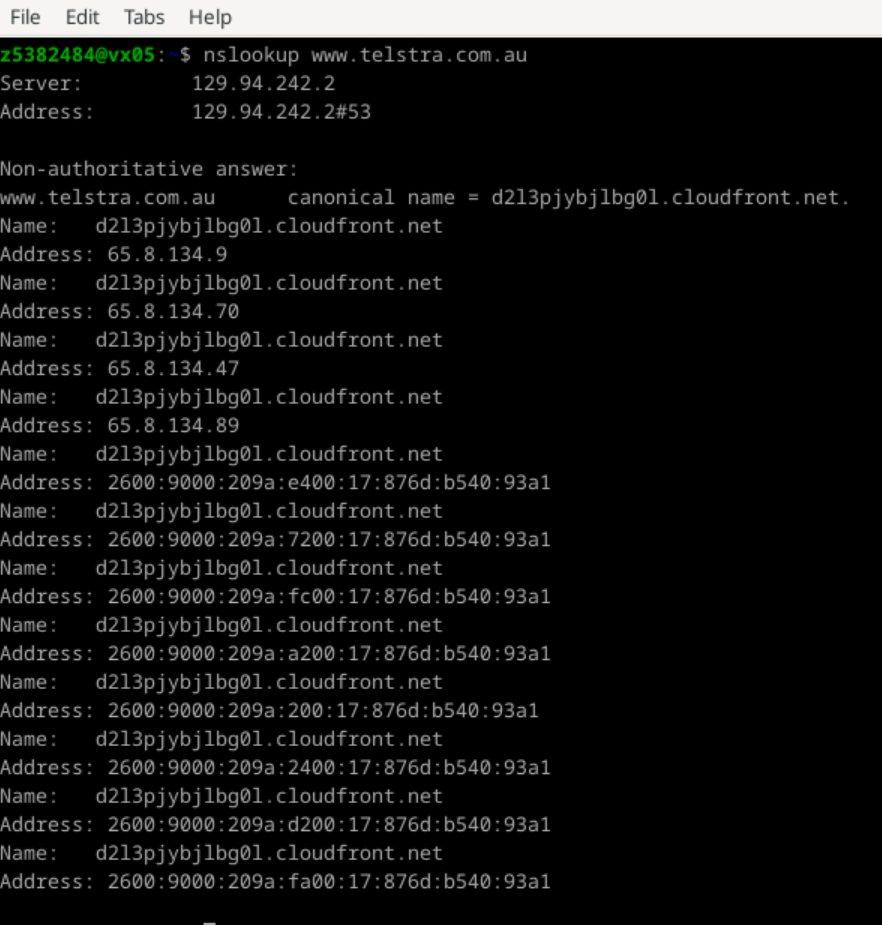 File Edit Tabs Help
z5382484@vx05:~$ nslookup www.telstra.com.au
Server: 129.94.242.2
Address: 129.94.242.2#53
Non-authoritative answer:
www.telstra.com.au canonical name = d2l3pjybjlbg0l.cloudfront.net.
Name: d2l3pjybjlbg0l.cloudfront.net
Address: 65.8.134.9
Name: d2l3pjybjlbg0l.cloudfront.net
Address: 65.8.134.70
Name: d2l3pjybjlbg0l.cloudfront.net
Address: 65.8.134.47
Name: d2l3pjybjlbg0l.cloudfront.net
Address: 65.8.134.89
Name: d2l3pjybjlbg0l.cloudfront.net
Address: 2600:9000:209a:e400:17:876d:b540:93a1
Name: d2l3pjybjlbg0l.cloudfront.net
Address: 2600:9000:209a:7200:17:876d:b540:93a1
Name: d2l3pjybjlbg0l.cloudfront.net
Address: 2600:9000:209a:fc00:17:876d:b540:93a1
Name: d2l3pjybjlbg0l.cloudfront.net
Address: 2600:9000:209a:a200:17:876d:b540:93a1
Name: d2l3pjybjlbg0l.cloudfront.net
Address: 2600:9000:209a:200:17:876d:b540:93a1
Name: d2l3pjybjlbg0l.cloudfront.net
Address: 2600:9000:209a:2400:17:876d:b540:93a1
Name: d2l3pjybjlbg0l.cloudfront.net
Address: 2600:9000:209a:d200:17:876d:b540:93a1
Name: d2l3pjybjlbg0l.cloudfront.net
Address: 2600:9000:209a:fa00:17:876d:b540:93a1